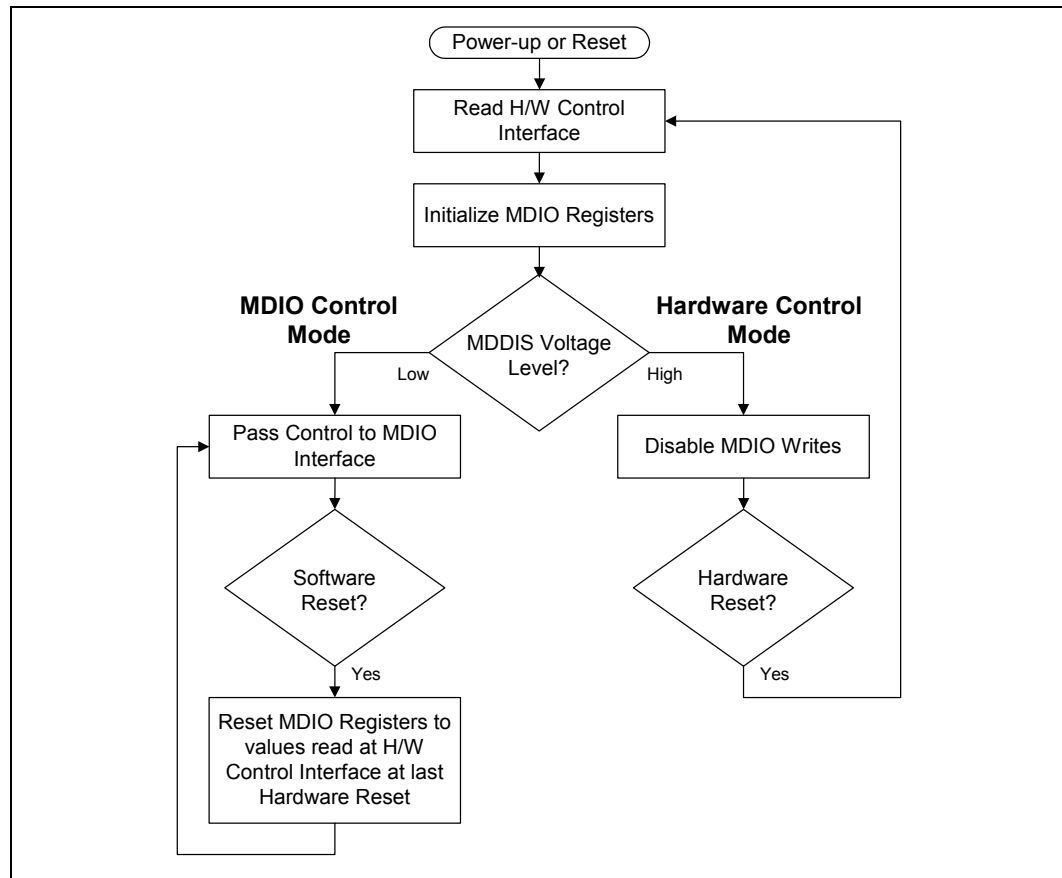 Power-up or Reset
Read H/W Control
Interface
Initialize MDIO Registers
MDIO Control
Mode
Hardware Control
Mode
MDDIS Voltage
Level?
Low
High
Pass Control to MDIO
Interface
Disable MDIO Writes
Software
Reset?
Hardware
Reset?
Yes
Yes
Reset MDIO Registers to
values read at H/W
Control Interface at last
Hardware Reset